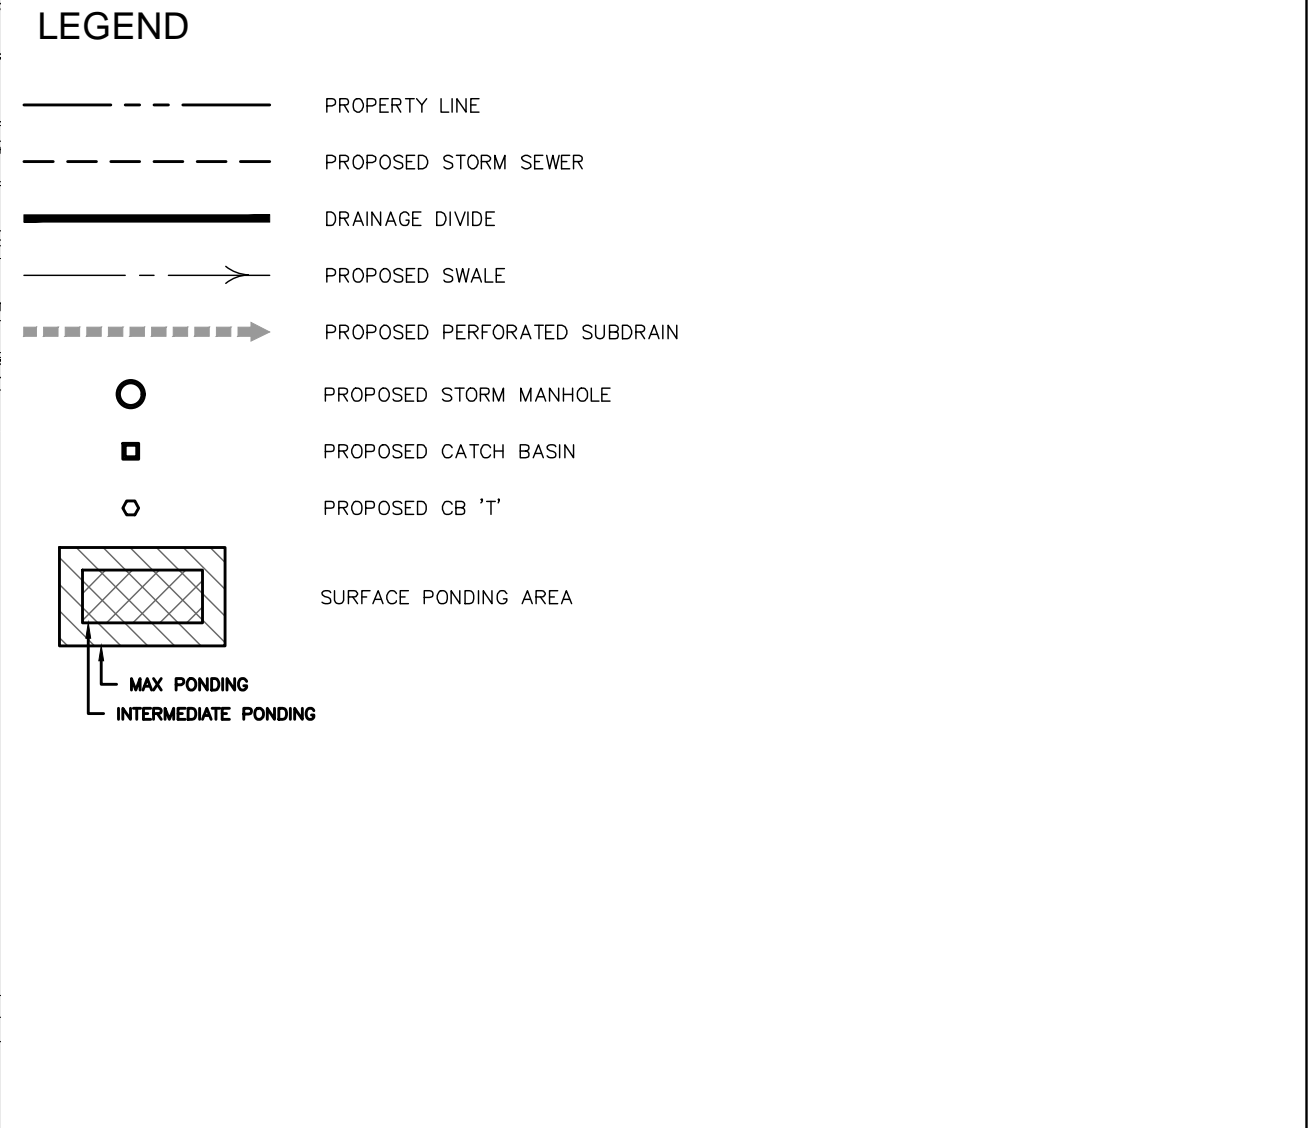 LEGEND
PROPERTY LINE
PROPOSED STORM SEWER
DRAINAGE DIVIDE
PROPOSED SWALE
PROPOSED PERFORATED SUBDRAIN
PROPOSED STORM MANHOLE
PROPOSED CATCH BASIN
PROPOSED CB 'T'
SURFACE PONDING AREA
MAX PONDING
INTERMEDIATE PONDING